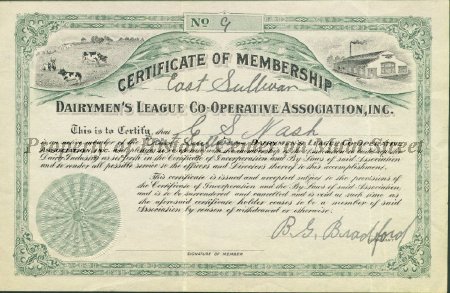 No 9
CERTIFICATE OF MEMBERSHIP
East Sullivan
DAIRYMEN'S LEAGUE CO-OPERATIVE ASSOCIATION, INC.
This is to Certify that E S Nash
Dairy Industry as set forth in the Certificate of Incorporation and By Laws of said Association
and to render all possible support to the officers and Directors thereof to this accomplishment.
This certificate is issued and accepted subject to the provisions of
the Certificate of Incorporation and the By Laws of said Association
and is to be surrendered and cancelled and is void at such time as
the aforesaid certificate holder ceases to be a member of said
Association by reason of withdrawal or otherwise.
B. G. Bradford
SIGNATURE OF MEMBER